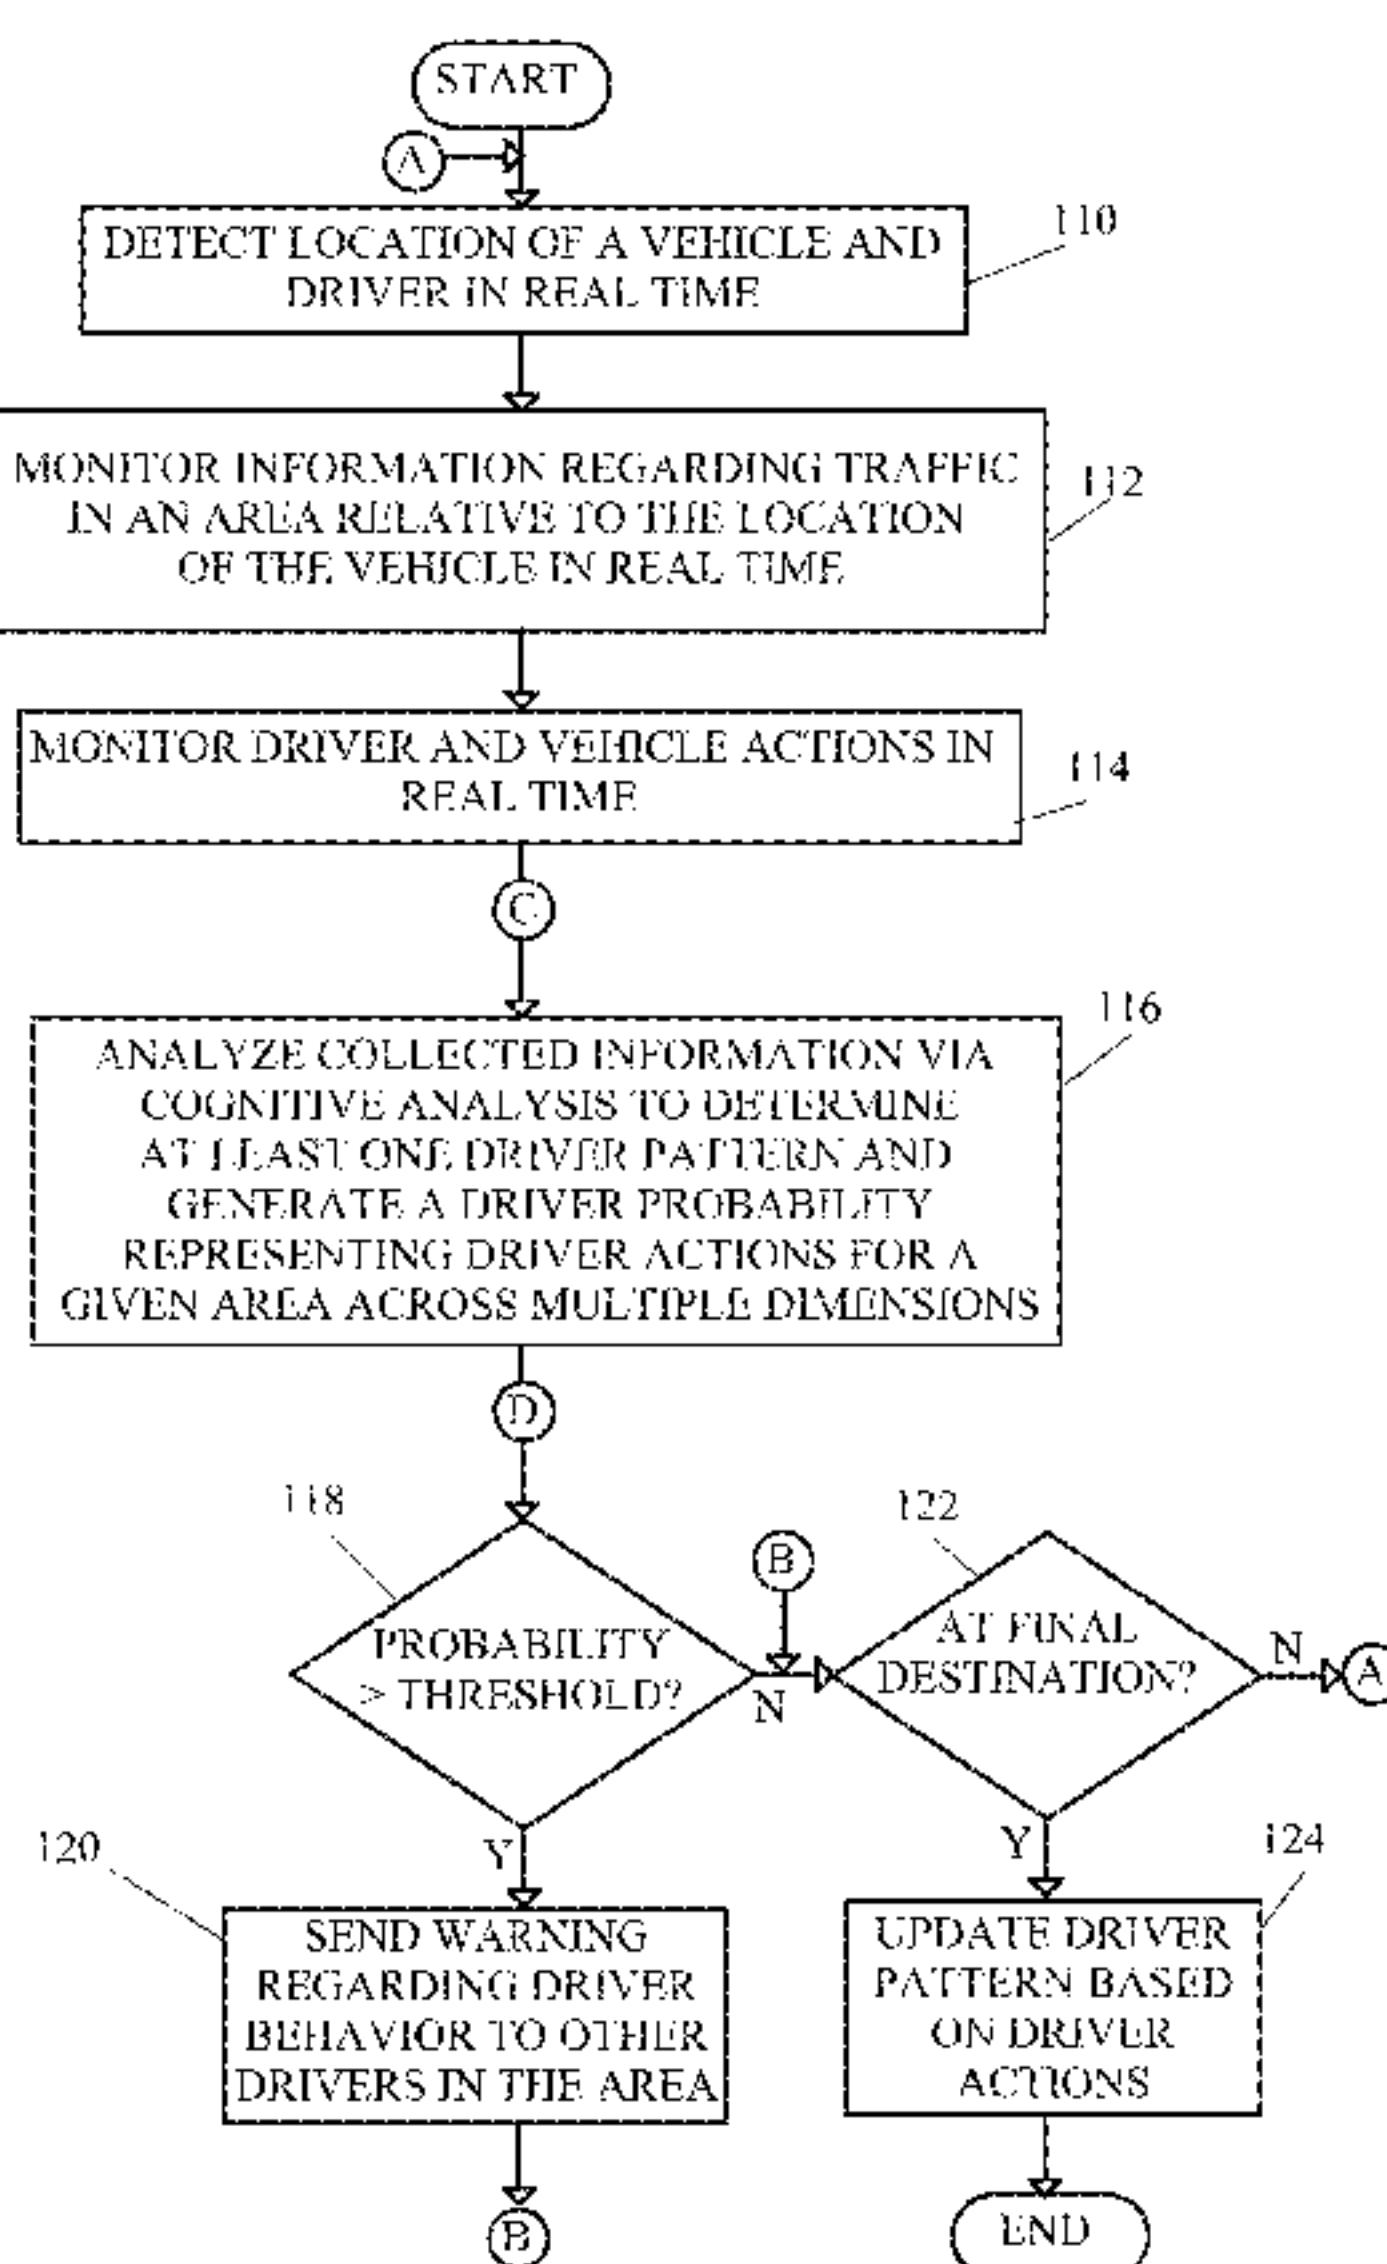 START
A
DETECT LOCATION OF A VEHICLE AND
DRIVER IN REAL TIME
110
MONITOR INFORMATION REGARDING TRAFFIC
IN AN AREA RELATIVE TO THE LOCATION
OF THE VEHICLE IN REAL TIME
112
MONITOR DRIVER AND VEHICLE ACTIONS IN
REAL TIME
114
C
116
ANALYZE COLLECTED INFORMATION VIA
COGNITIVE ANALYSIS TO DETERMINE
AT LEAST ONE DRIVER PATTERN AND
GENERATE A DRIVER PROBABILITY
REPRESENTING DRIVER ACTIONS FOR A
GIVEN AREA ACROSS MULTIPLE DIMENSIONS
D
118
PROBABILITY
> THRESHOLD?
N
B
122
AT FINAL
DESTINATION?
N
A
Y
120
SEND WARNING
REGARDING DRIVER
BEHAVIOR TO OTHER
DRIVERS IN THE AREA
B
Y
124
UPDATE DRIVER
PATTERN BASED
ON DRIVER
ACTIONS
END